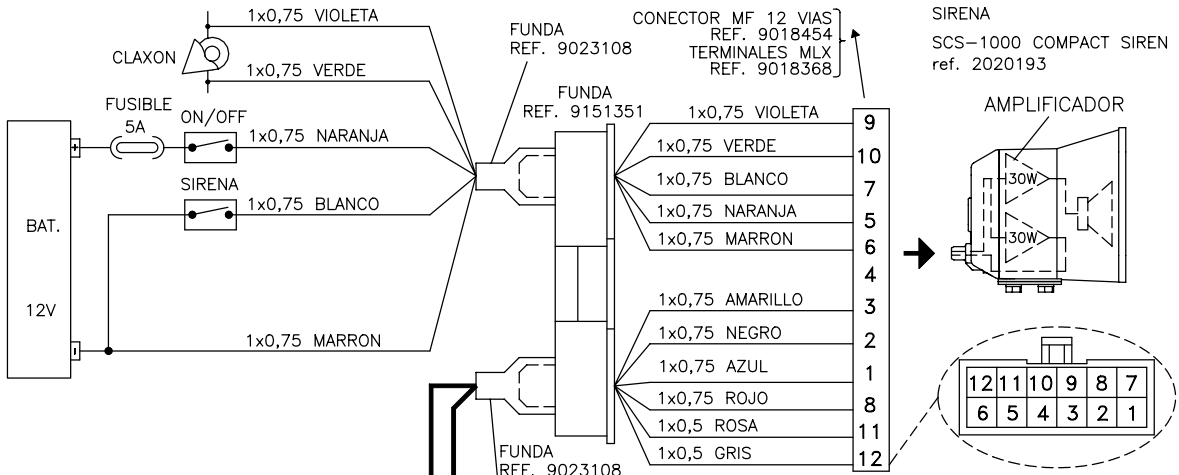 1x0,75 VIOLETA
CLAXON
1x0,75 VERDE
FUSIBLE
5A
ON/OFF
1x0,75 NARANJA
SIRENA
1x0,75 BLANCO
+
BAT.
12V
-
1x0,75 MARRON
FUNDA
REF. 9023108
FUNDA
REF. 9151351
FUNDA
REF. 9023108
CONECTOR MF 12 VIAS
REF. 9018454
TERMINALES MLX
REF. 9018368
1x0,75 VIOLETA 9
1x0,75 VERDE 10
1x0,75 BLANCO 7
1x0,75 NARANJA 5
1x0,75 MARRON 6
4
1x0,75 AMARILLO 3
1x0,75 NEGRO 2
1x0,75 AZUL 1
1x0,75 ROJO 8
1x0,5 ROSA 11
1x0,5 GRIS 12
SIRENA
SCS-1000 COMPACT SIREN
ref. 2020193
AMPLIFICADOR
30W
30W
12 11 10 9 8 7
6 5 4 3 2 1